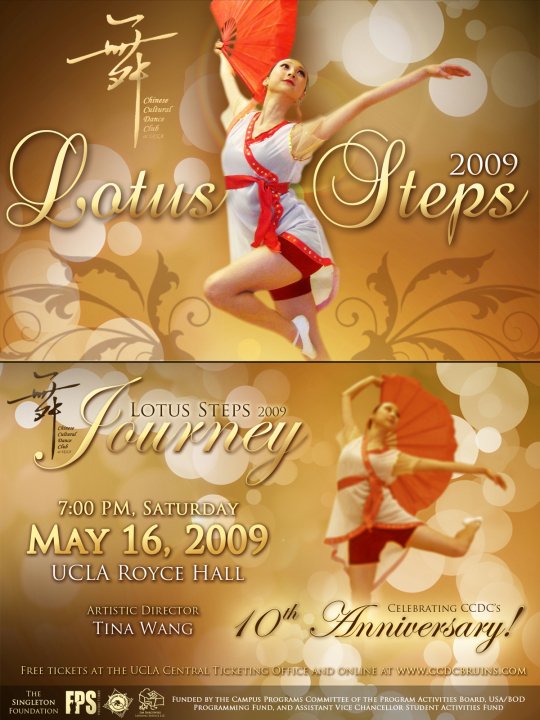 舞
Chinese
Cultural
Dance
Club
at UCLA
Lotus Steps
2009
舞
Chinese
Cultural
Dance
Club
at UCLA
Lotus Steps 2009
Journey
7:00 PM, Saturday
May 16, 2009
UCLA Royce Hall
Artistic Director
Tina Wang
Celebrating CCDC's
10th Anniversary!
Free tickets at the UCLA Central Ticketing Office and online at www.ccdcbruins.com
The
Singleton
Foundation
FPS
Funded by the Campus Programs Committee of the Program Activities Board, USA/BOD
Programming Fund, and Assistant Vice Chancellor Student Activities Fund